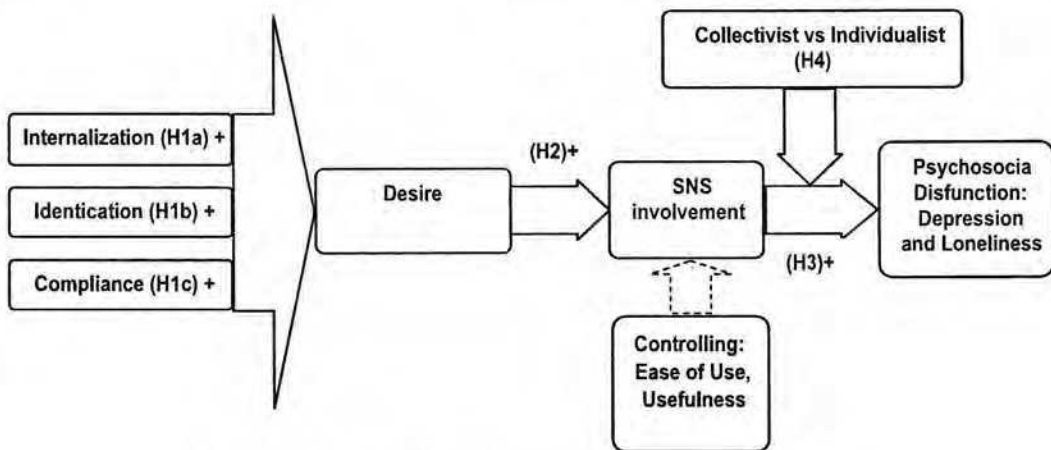 Collectivist vs Individualist
(H4)
Internalization (H1a) +
Identication (H1b) +
Compliance (H1c) +
Desire
(H2)+
SNS
involvement
(H3)+
Psychosocia
Disfunction:
Depression
and Loneliness
Controlling:
Ease of Use,
Usefulness